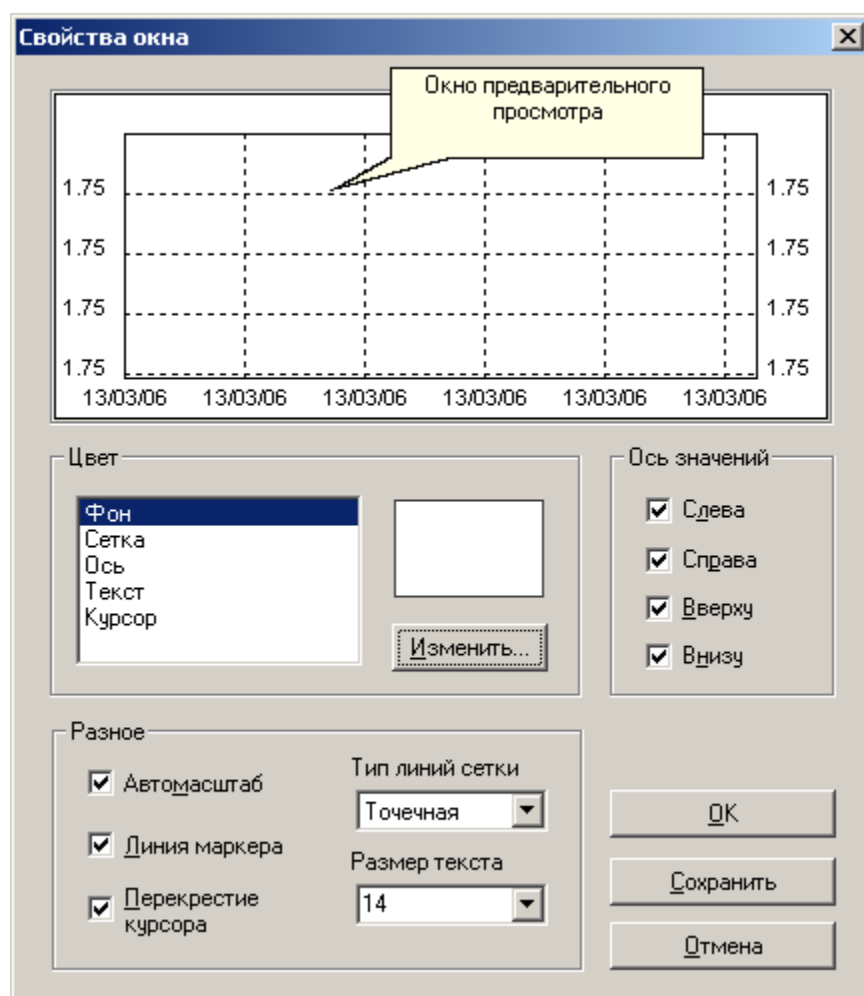 Свойства окна
Окно предварительного
просмотра
1.75 1.75
1.75 1.75
1.75 1.75
1.75 1.75
13/03/06 13/03/06 13/03/06 13/03/06 13/03/06 13/03/06
Цвет
Фон
Сетка
Ось
Текст
Курсор
Изменить...
Ось значений
Слева
Справа
Вверху
Внизу
Разное
Автомасштаб
Линия маркера
Перекрестие
курсора
Тип линий сетки
Точечная
Размер текста
14
OK
Сохранить
Отмена